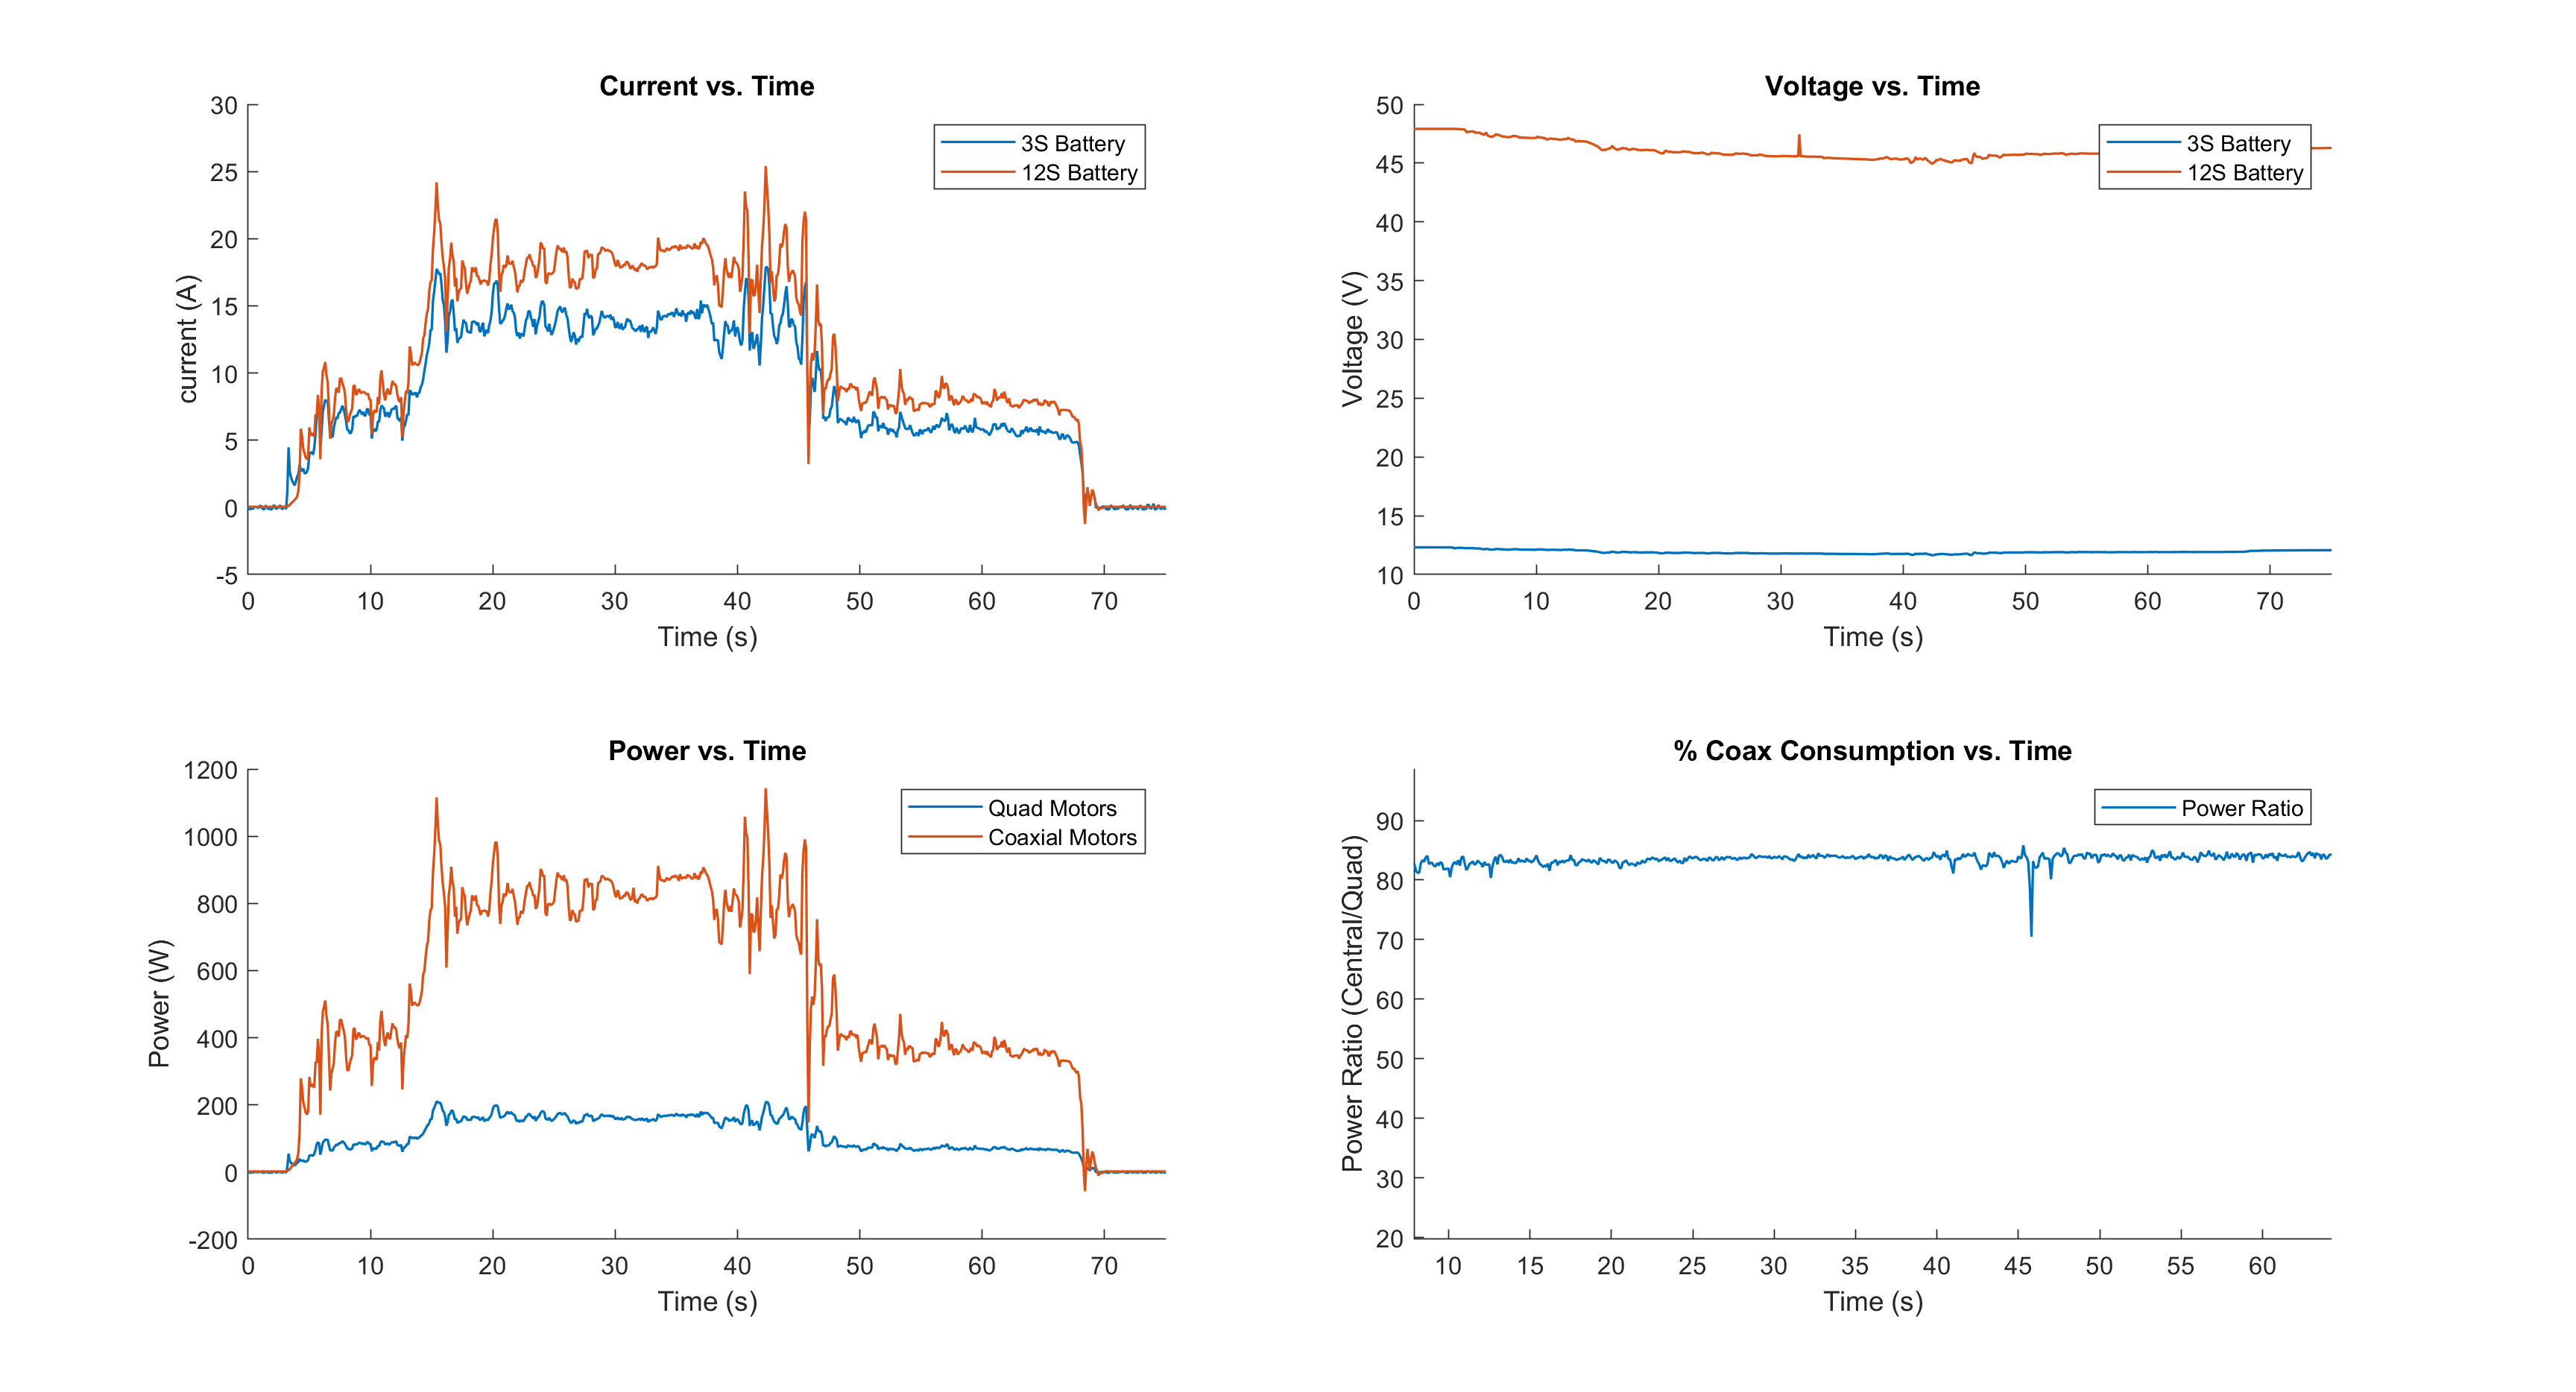 Current vs. Time
30
25
20
15
10
5
0
-5
current (A)
3S Battery
12S Battery
0 10 20 30 40 50 60 70
Time (s)
Voltage vs. Time
50
45
40
35
30
25
20
15
10
Voltage (V)
3S Battery
12S Battery
0 10 20 30 40 50 60 70
Time (s)
Power vs. Time
1200
1000
800
600
400
200
0
-200
Power (W)
Quad Motors
Coaxial Motors
0 10 20 30 40 50 60 70
Time (s)
% Coax Consumption vs. Time
90
80
70
60
50
40
30
20
Power Ratio (Central/Quad)
Power Ratio
10 15 20 25 30 35 40 45 50 55 60
Time (s)